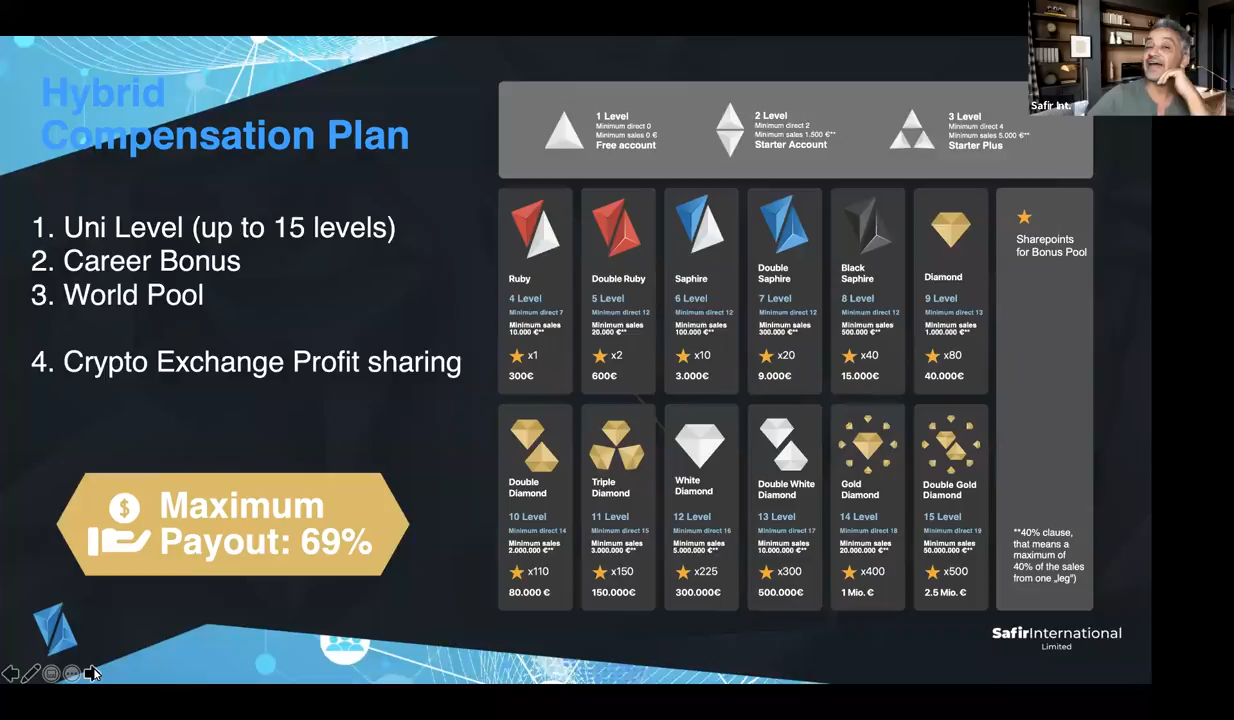 Hybrid
Compensation Plan
1. Uni Level (up to 15 levels)
2. Career Bonus
3. World Pool
4. Crypto Exchange Profit sharing
Maximum
Payout: 69%
1 Level
Minimum direct 0
Minimum sales 0 €
Free account
2 Level
Minimum direct 2
Minimum sales 1.500 €**
Starter Account
3 Level
Minimum direct 4
Minimum sales 5.000 €**
Starter Plus
Safir Int.
Ruby
4 Level
Minimum direct 7
Minimum sales
10.000 €**
x1
300€
Double Ruby
5 Level
Minimum direct 12
Minimum sales
20.000 €**
x2
600€
Saphire
6 Level
Minimum direct 12
Minimum sales
100.000 €**
x10
3.000€
Double
Saphire
7 Level
Minimum direct 12
Minimum sales
300.000 €**
x20
9.000€
Black
Saphire
8 Level
Minimum direct 12
Minimum sales
500.000 €**
x40
15.000€
Diamond
9 Level
Minimum direct 13
Minimum sales
1.000.000 €**
x80
40.000€
Sharepoints
for Bonus Pool
Double
Diamond
10 Level
Minimum direct 14
Minimum sales
2.000.000 €**
x110
80.000 €
Triple
Diamond
11 Level
Minimum direct 15
Minimum sales
3.000.000 €**
x150
150.000€
White
Diamond
12 Level
Minimum direct 16
Minimum sales
5.000.000 €**
x225
300.000€
Double White
Diamond
13 Level
Minimum direct 17
Minimum sales
10.000.000 €**
x300
500.000€
Gold
Diamond
14 Level
Minimum direct 18
Minimum sales
20.000.000 €**
x400
1 Mio. €
Double Gold
Diamond
15 Level
Minimum direct 19
Minimum sales
50.000.000 €**
x500
2.5 Mio. €
**40% clause,
that means a
maximum of
40% of the sales
from one „leg")
SafirInternational
Limited